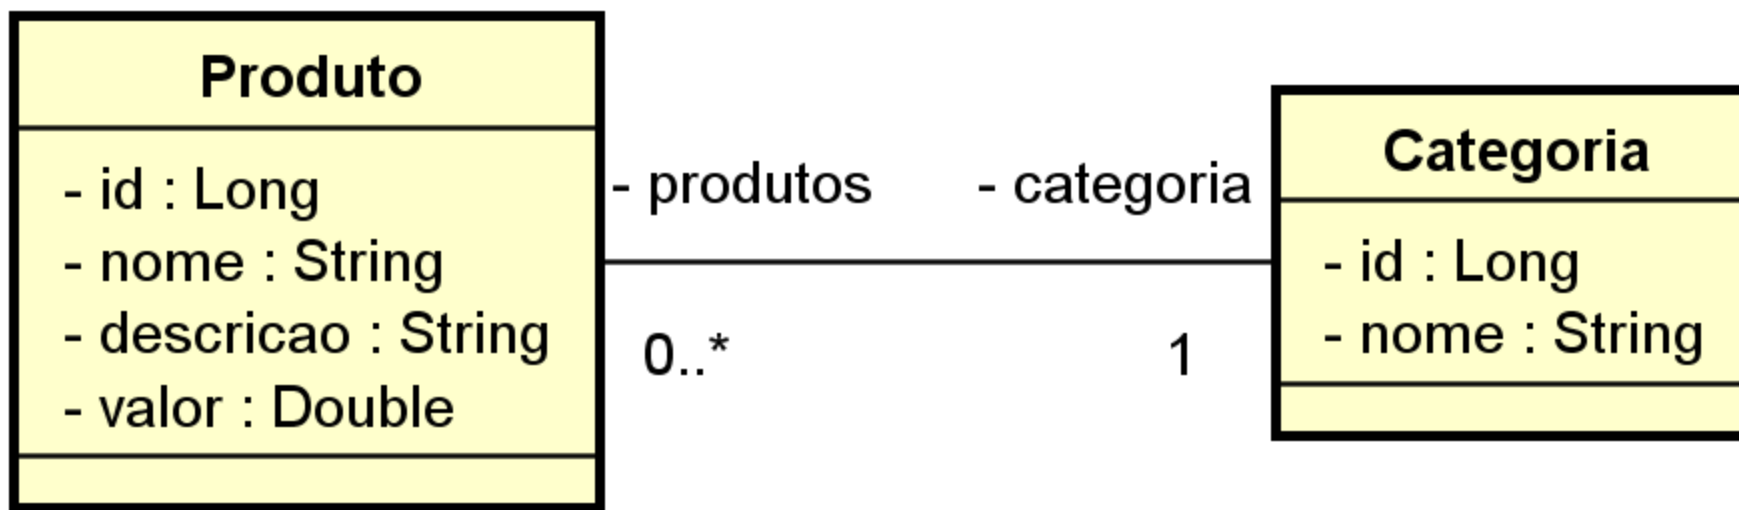 Produto
- id : Long
- nome : String
- descricao : String
- valor : Double
- produtos
0..*
- categoria
1
Categoria
- id : Long
- nome : String